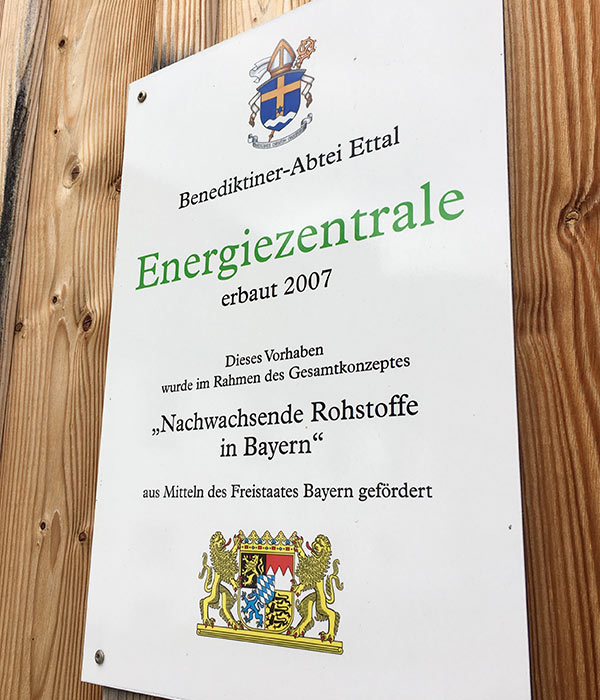 Benediktiner-Abtei Ettal
Energiezentrale
erbaut 2007
Dieses Vorhaben
wurde im Rahmen des Gesamtkonzeptes
„Nachwachsende Rohstoffe
in Bayern“
aus Mitteln des Freistaates Bayern gefördert